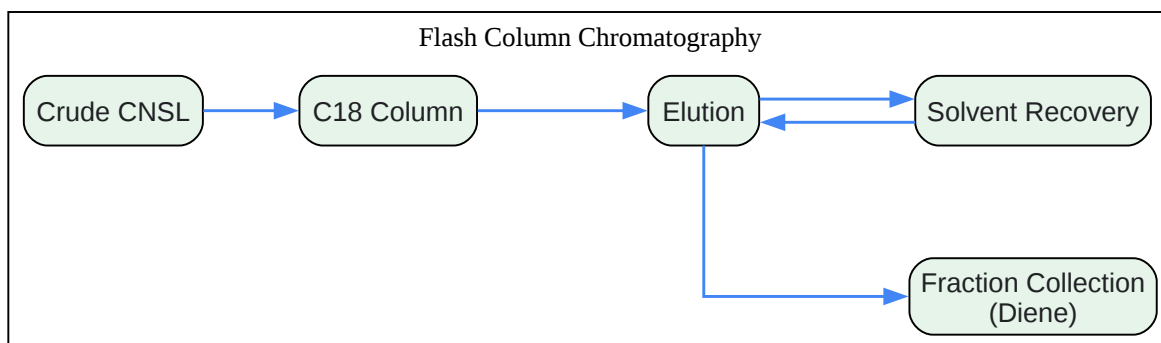 Flash Column Chromatography
Crude CNSL
C18 Column
Elution
Solvent Recovery
Fraction Collection
(Diene)